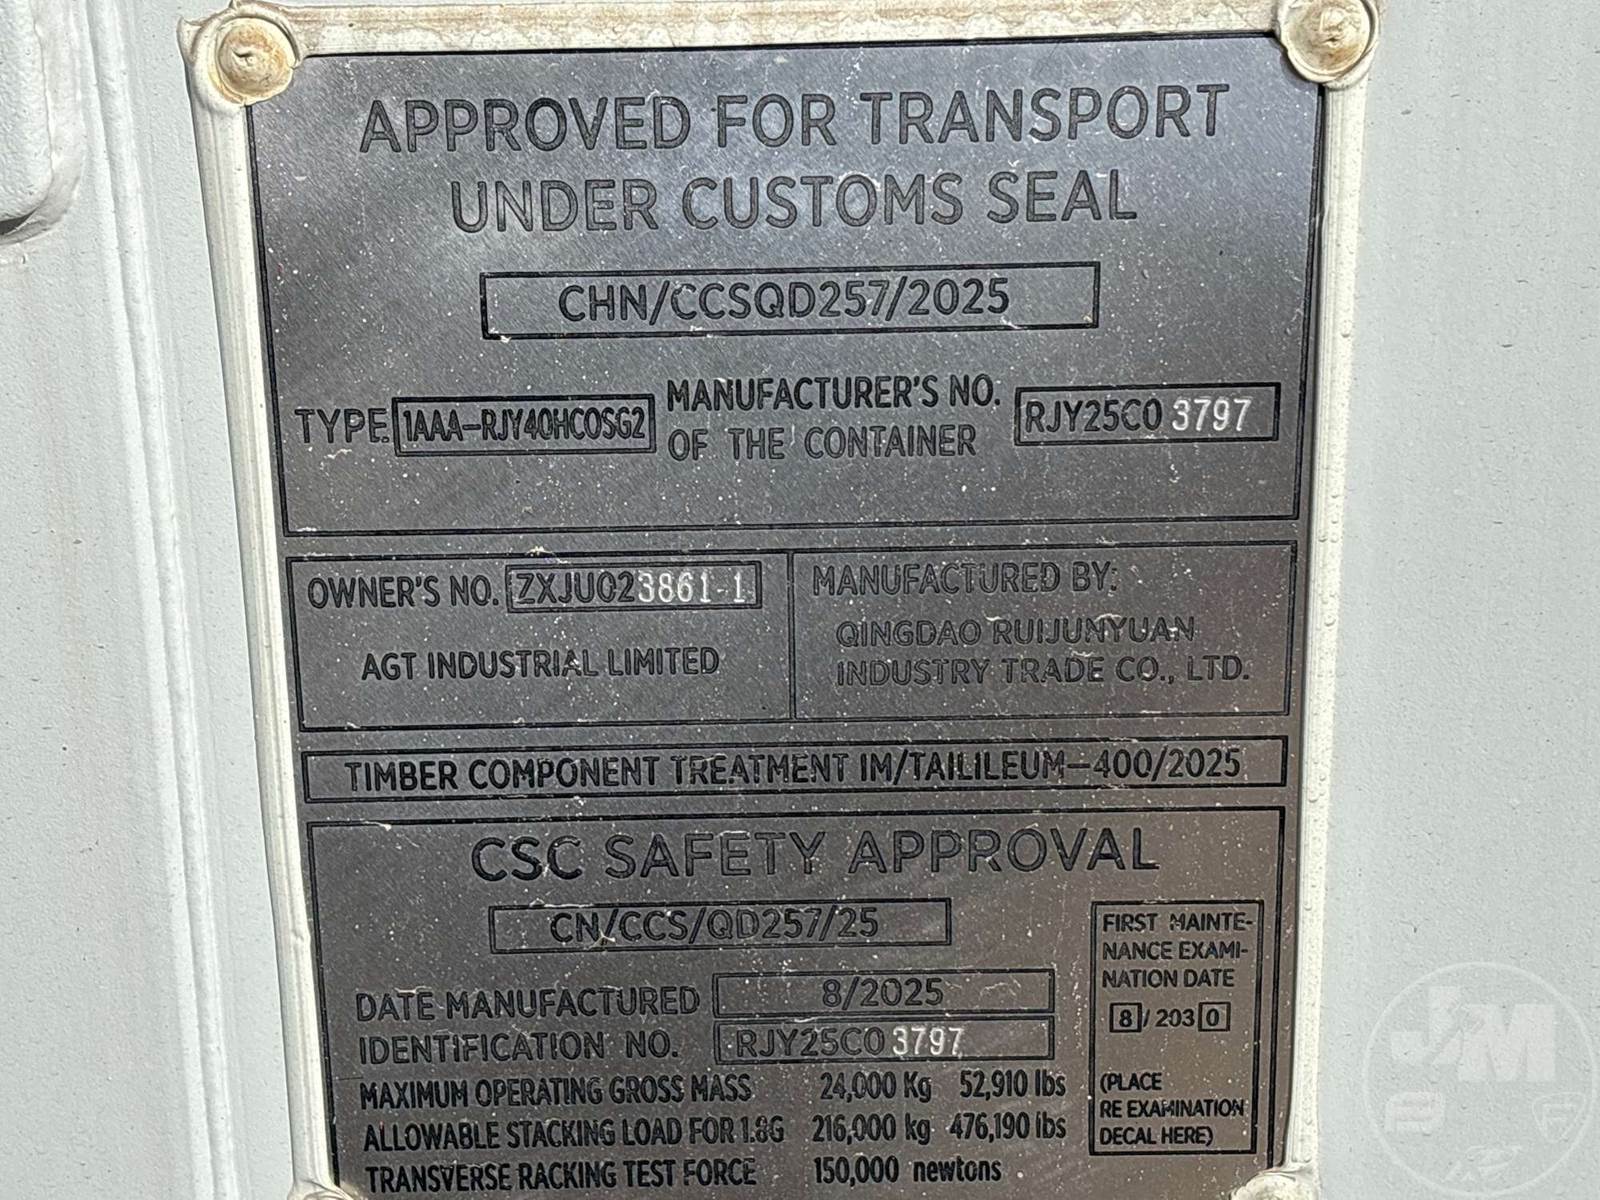 APPROVED FOR TRANSPORT
UNDER CUSTOMS SEAL
CHN/CCSQD257/2025
TYPE 1AAA-RJY40HCOSG2 MANUFACTURER'S NO. OF THE CONTAINER RJY25C0 3797
OWNER'S NO. ZXJU023861-1
AGT INDUSTRIAL LIMITED
MANUFACTURED BY:
QINGDAO RUIJUNYUAN
INDUSTRY TRADE CO., LTD.
TIMBER COMPONENT TREATMENT IM/TAILILEUM-400/2025
CSC SAFETY APPROVAL
CN/CCS/QD257/25
DATE MANUFACTURED 8/2025
IDENTIFICATION NO. RJY25C0 3797
MAXIMUM OPERATING GROSS MASS 24,000 Kg 52,910 lbs
ALLOWABLE STACKING LOAD FOR 1.8G 216,000 kg 476,190 lbs
TRANSVERSE RACKING TEST FORCE 150,000 newtons
FIRST MAINTE-
NANCE EXAMI-
NATION DATE
8 / 203 0
(PLACE
RE EXAMINATION
DECAL HERE)